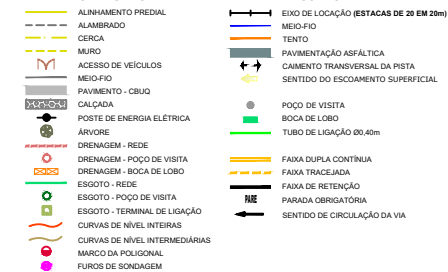 ALINHAMENTO PREDIAL
ALAMBRADO
CERCA
MURO
ACESSO DE VEÍCULOS
MEIO-FIO
PAVIMENTO - CBUQ
CALÇADA
POSTE DE ENERGIA ELÉTRICA
ÁRVORE
DRENAGEM - REDE
DRENAGEM - POÇO DE VISITA
DRENAGEM - BOCA DE LOBO
ESGOTO - REDE
ESGOTO - POÇO DE VISITA
ESGOTO - TERMINAL DE LIGAÇÃO
CURVAS DE NÍVEL INTEIRAS
CURVAS DE NÍVEL INTERMEDIÁRIAS
MARCO DA POLIGONAL
FUROS DE SONDAGEM
EIXO DE LOCAÇÃO (ESTACAS DE 20 EM 20m)
MEIO-FIO
TENTO
PAVIMENTAÇÃO ASFÁLTICA
CAIMENTO TRANSVERSAL DA PISTA
SENTIDO DO ESCOAMENTO SUPERFICIAL
POÇO DE VISITA
BOCA DE LOBO
TUBO DE LIGAÇÃO Ø0,40m
FAIXA DUPLA CONTÍNUA
FAIXA TRACEJADA
FAIXA DE RETENÇÃO
PARE PARADA OBRIGATÓRIA
SENTIDO DE CIRCULAÇÃO DA VIA